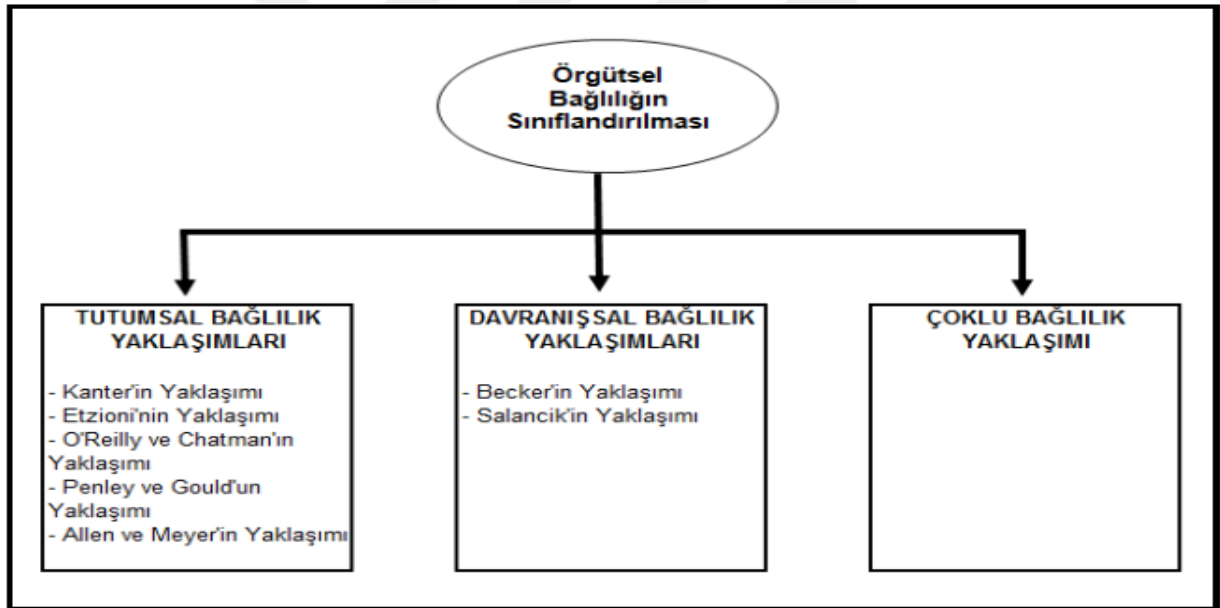 Örgütsel
Bağlılığın
Sınıflandırılması
TUTUMSAL BAĞLILIK
YAKLAŞIMLARI
- Kanter'in Yaklaşımı
- Etzioni'nin Yaklaşımı
- O'Reilly ve Chatman'ın
Yaklaşımı
- Penley ve Gould'un
Yaklaşımı
- Allen ve Meyer'in Yaklaşımı
DAVRANIŞSAL BAĞLILIK
YAKLAŞIMLARI
- Becker'in Yaklaşımı
- Salancik'in Yaklaşımı
ÇOKLU BAĞLILIK
YAKLAŞIMI